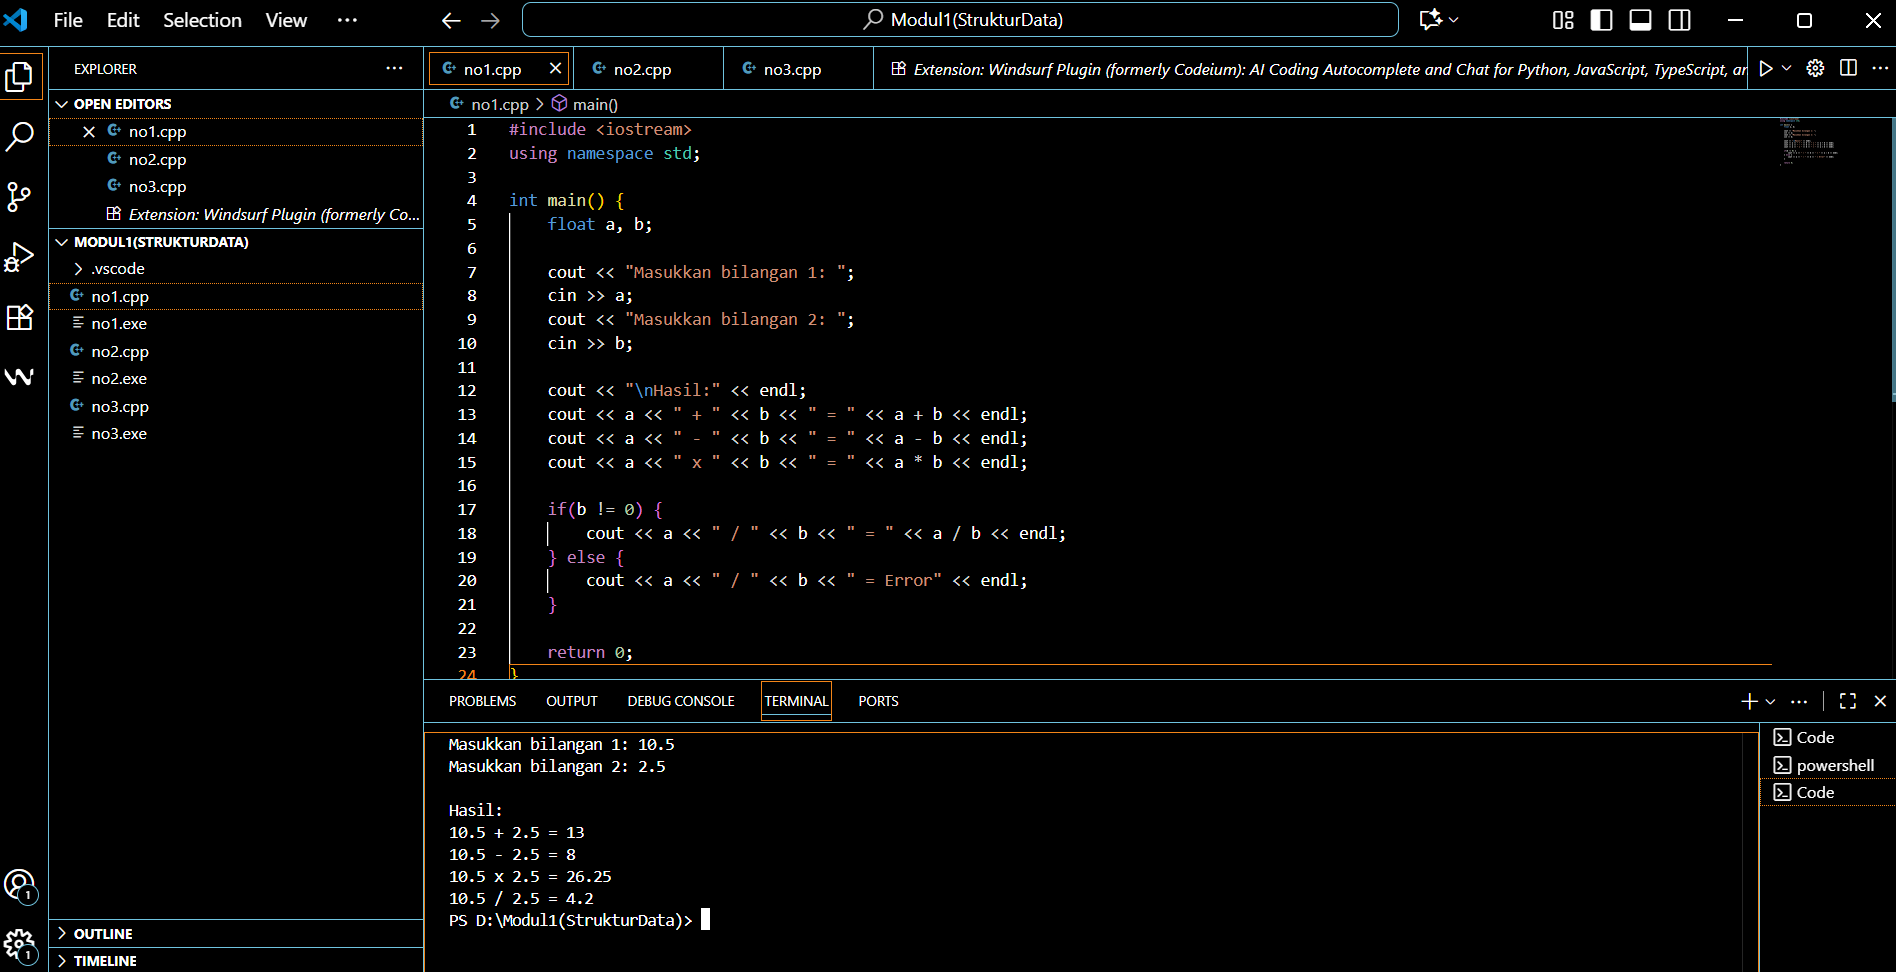 File Edit Selection View ···
Modul1(StrukturData)
EXPLORER
OPEN EDITORS
no1.cpp
no2.cpp
no3.cpp
Extension: Windsurf Plugin (formerly Co...
MODUL1(STRUKTURDATA)
.vscode
no1.cpp
no1.exe
no2.cpp
no2.exe
no3.cpp
no3.exe
OUTLINE
TIMELINE
1
1
no1.cpp no2.cpp no3.cpp Extension: Windsurf Plugin (formerly Codeium): AI Coding Autocomplete and Chat for Python, JavaScript, TypeScript, ar
no1.cpp > main()
1 #include <iostream>
2 using namespace std;
3
4 int main() {
5 float a, b;
6
7 cout << "Masukkan bilangan 1: ";
8 cin >> a;
9 cout << "Masukkan bilangan 2: ";
10 cin >> b;
11
12 cout << "\nHasil:" << endl;
13 cout << a << " + " << b << " = " << a + b << endl;
14 cout << a << " - " << b << " = " << a - b << endl;
15 cout << a << " x " << b << " = " << a * b << endl;
16
17 if(b != 0) {
18 cout << a << " / " << b << " = " << a / b << endl;
19 } else {
20 cout << a << " / " << b << " = Error" << endl;
21 }
22
23 return 0;
24 }
PROBLEMS OUTPUT DEBUG CONSOLE TERMINAL PORTS
Masukkan bilangan 1: 10.5
Masukkan bilangan 2: 2.5
Hasil:
10.5 + 2.5 = 13
10.5 - 2.5 = 8
10.5 x 2.5 = 26.25
10.5 / 2.5 = 4.2
PS D:\Modul1(StrukturData)>
Code
powershell
Code